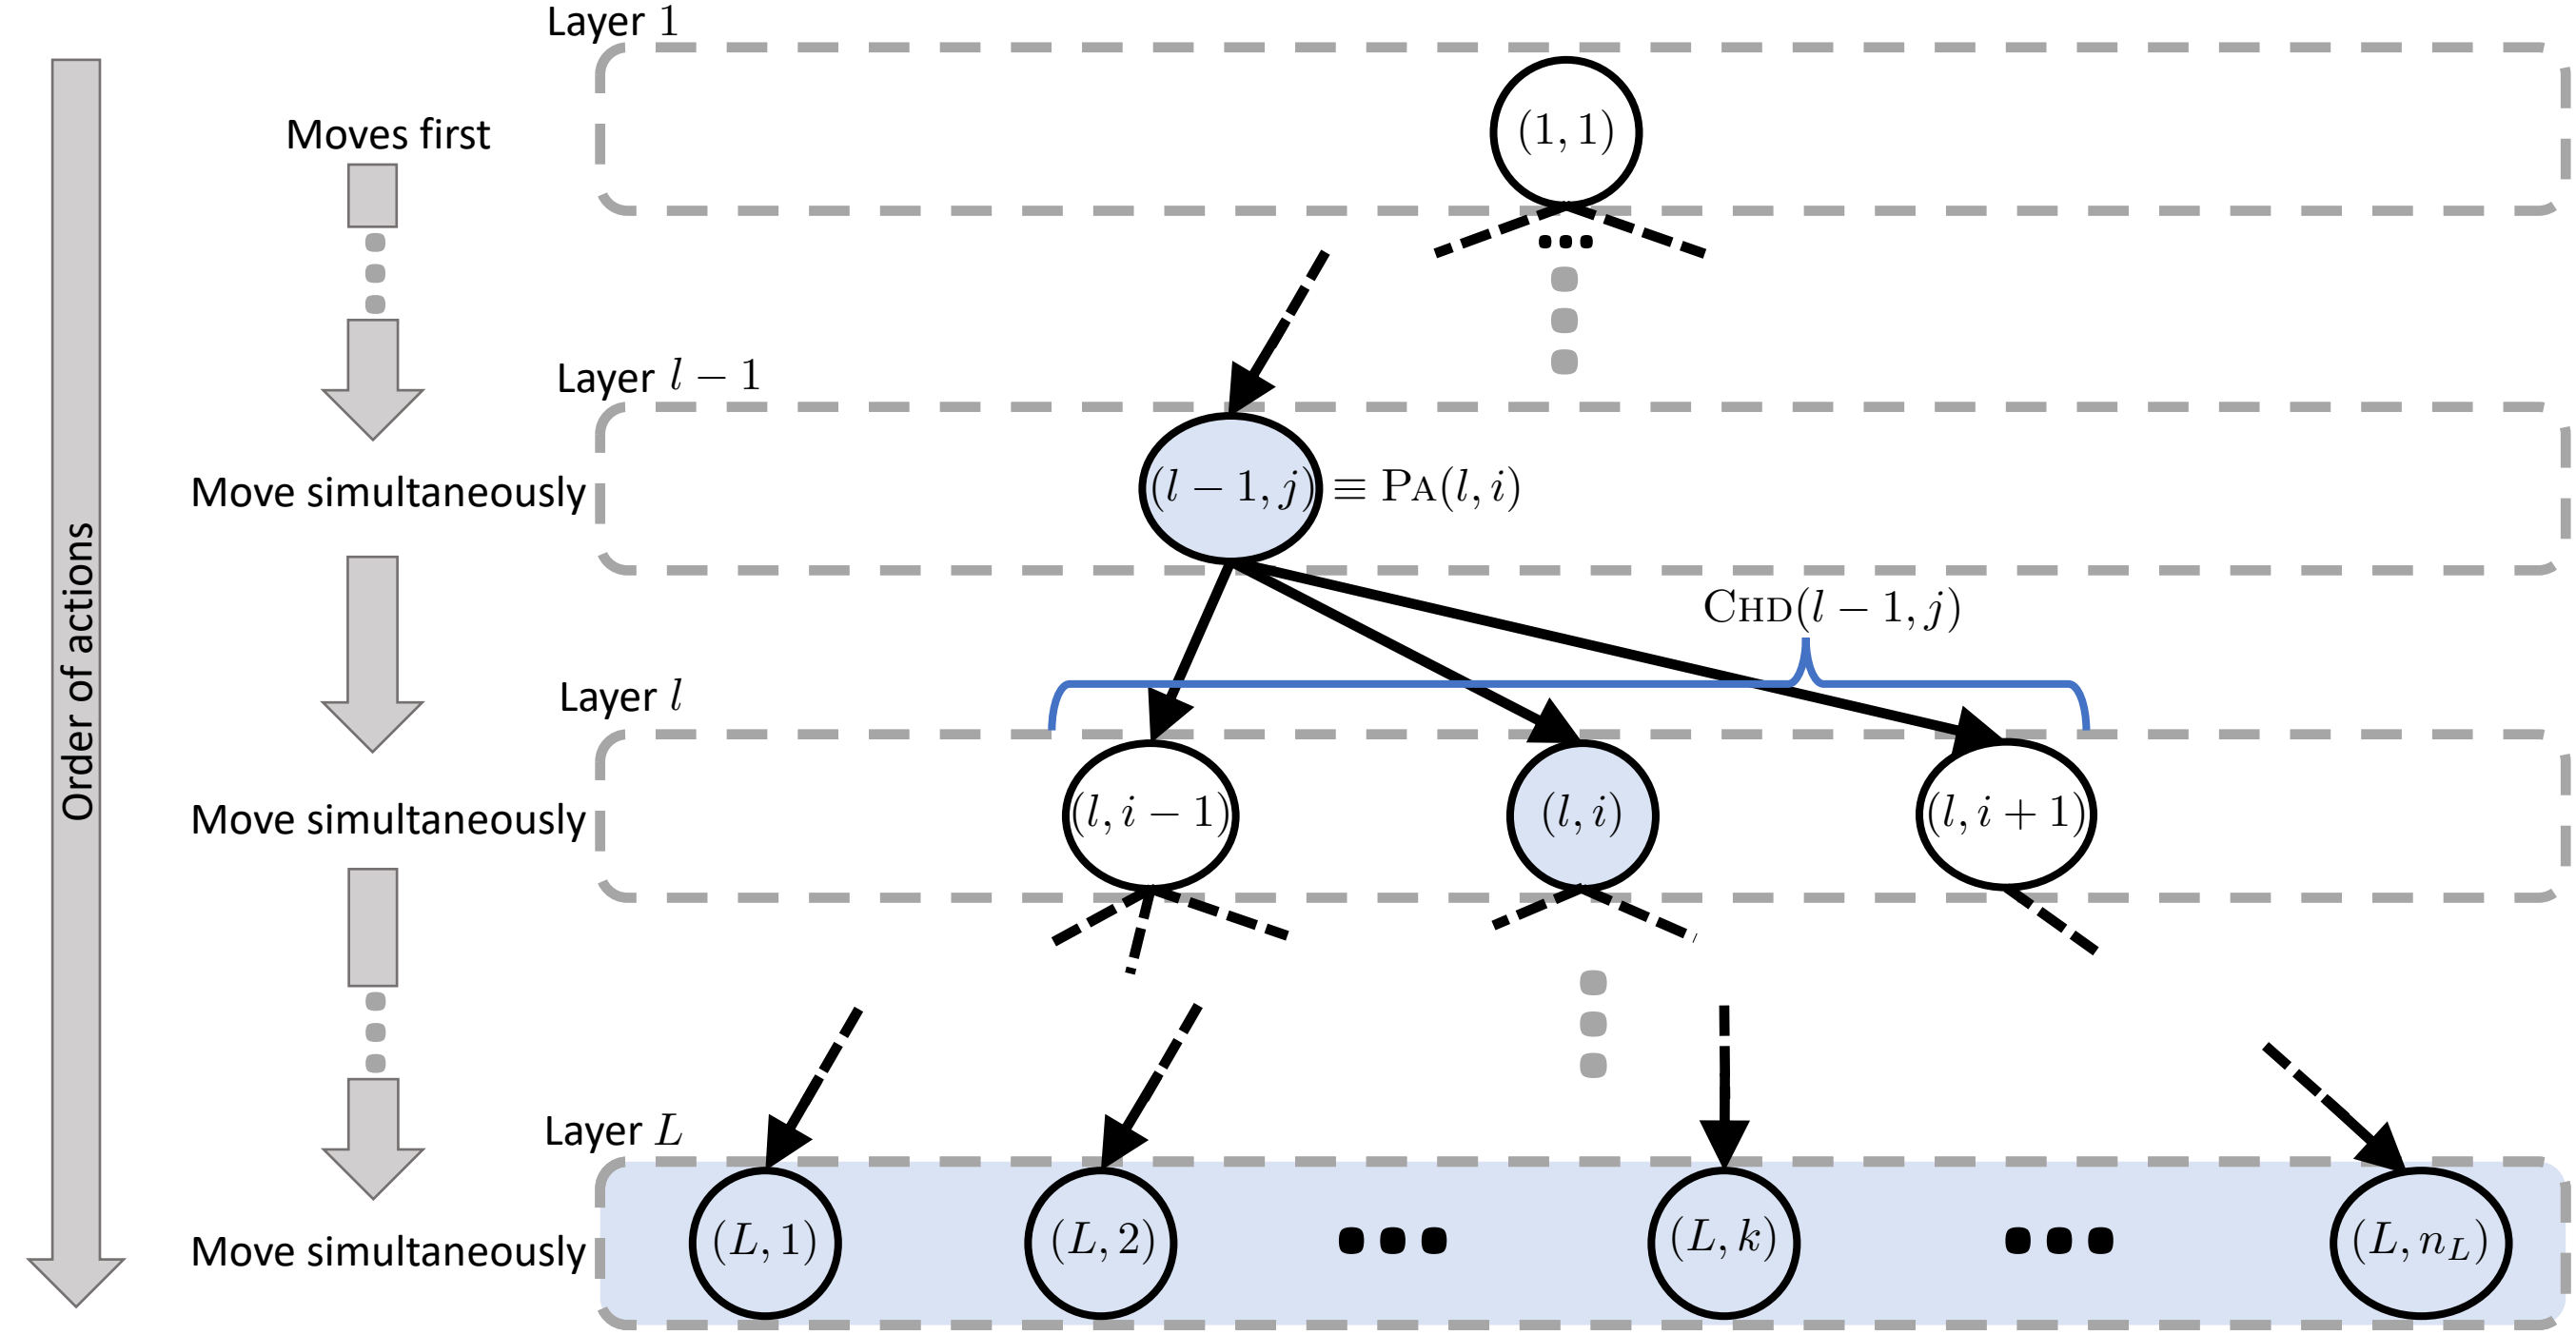 Layer 1
Moves first
(1, 1)
Layer l − 1
Move simultaneously
(l − 1, j) ≡ PA(l, i)
Order of actions
CHD(l − 1, j)
Layer l
Move simultaneously
(l, i − 1)
(l, i)
(l, i + 1)
Layer L
Move simultaneously
(L, 1)
(L, 2)
(L, k)
(L, n_L)